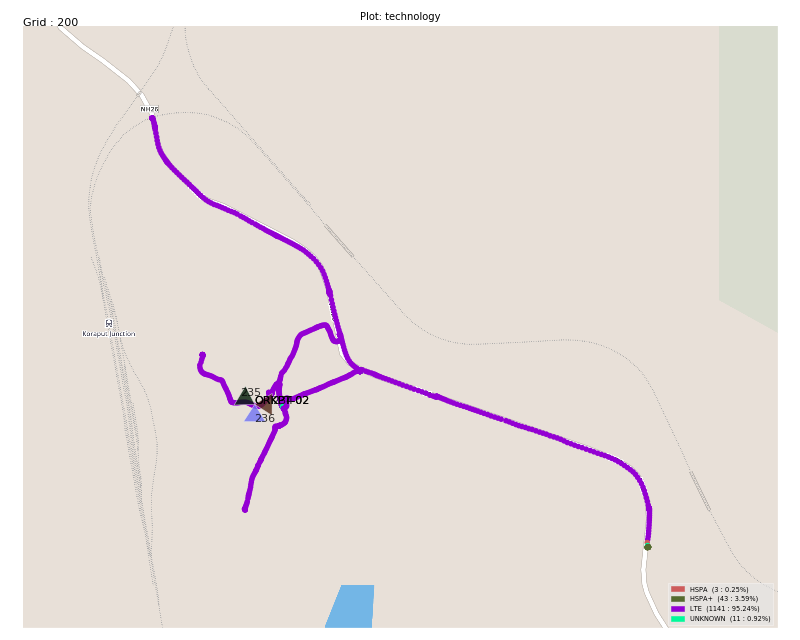 Plot: technology
Grid : 200
NH26
Koraput Junction
235
ORKPT-02
236
HSPA (3 : 0.25%)
HSPA+ (43 : 3.59%)
LTE (1141 : 95.24%)
UNKNOWN (11 : 0.92%)